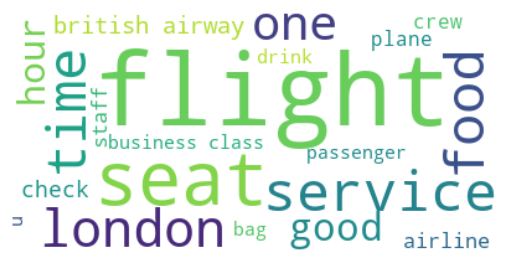 british airway
one
crew
plane
hour
time
flight
drink
food
staff
business class
passenger
seat
service
check
london
good
u
bag
airline